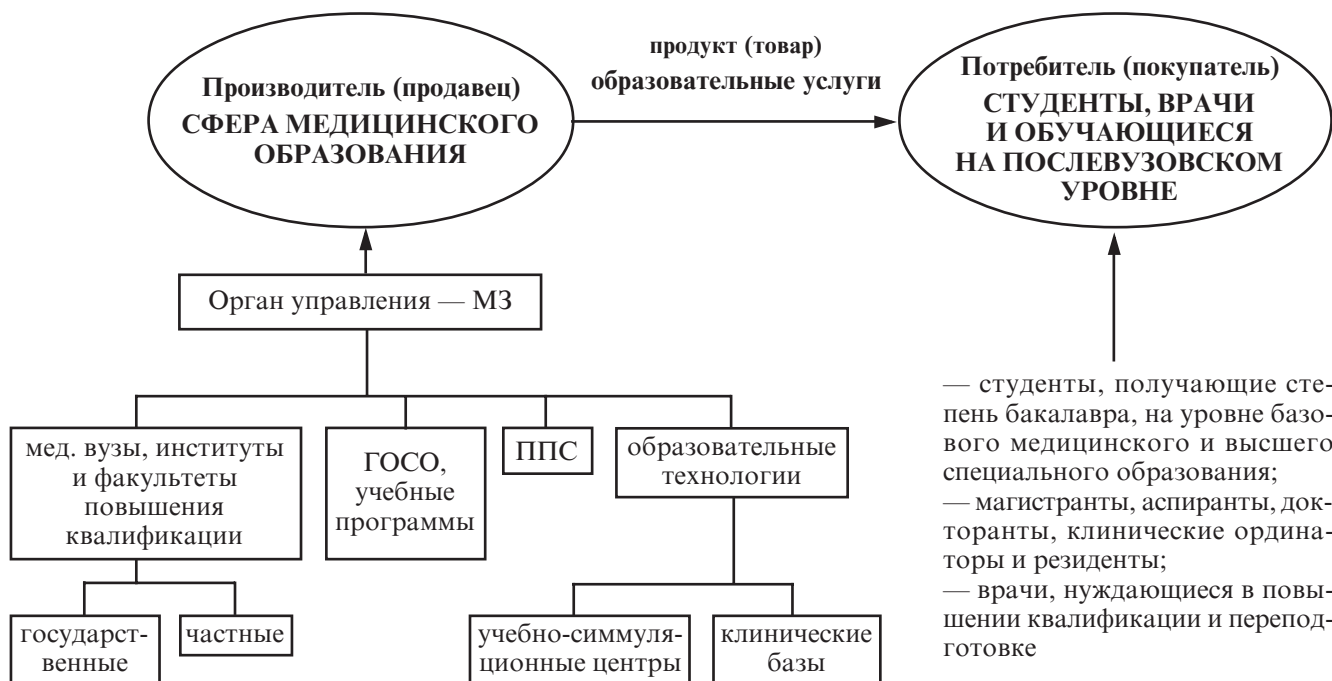 Производитель (продавец)
СФЕРА МЕДИЦИНСКОГО
ОБРАЗОВАНИЯ
продукт (товар)
образовательные услуги
Потребитель (покупатель)
СТУДЕНТЫ, ВРАЧИ
И ОБУЧАЮЩИЕСЯ
НА ПОСЛЕВУЗОВСКОМ
УРОВНЕ
Орган управления — МЗ
мед. вузы, институты
и факультеты
повышения
квалификации
ГОСО,
учебные
программы
ППС
образовательные
технологии
государст-
венные
частные
учебно-симмуля-
ционные центры
клинические
базы
— студенты, получающие сте-
пень бакалавра, на уровне базо-
вого медицинского и высшего
специального образования;
— магистранты, аспиранты, док-
торанты, клинические ордина-
торы и резиденты;
— врачи, нуждающиеся в повы-
шении квалификации и перепод-
готовке